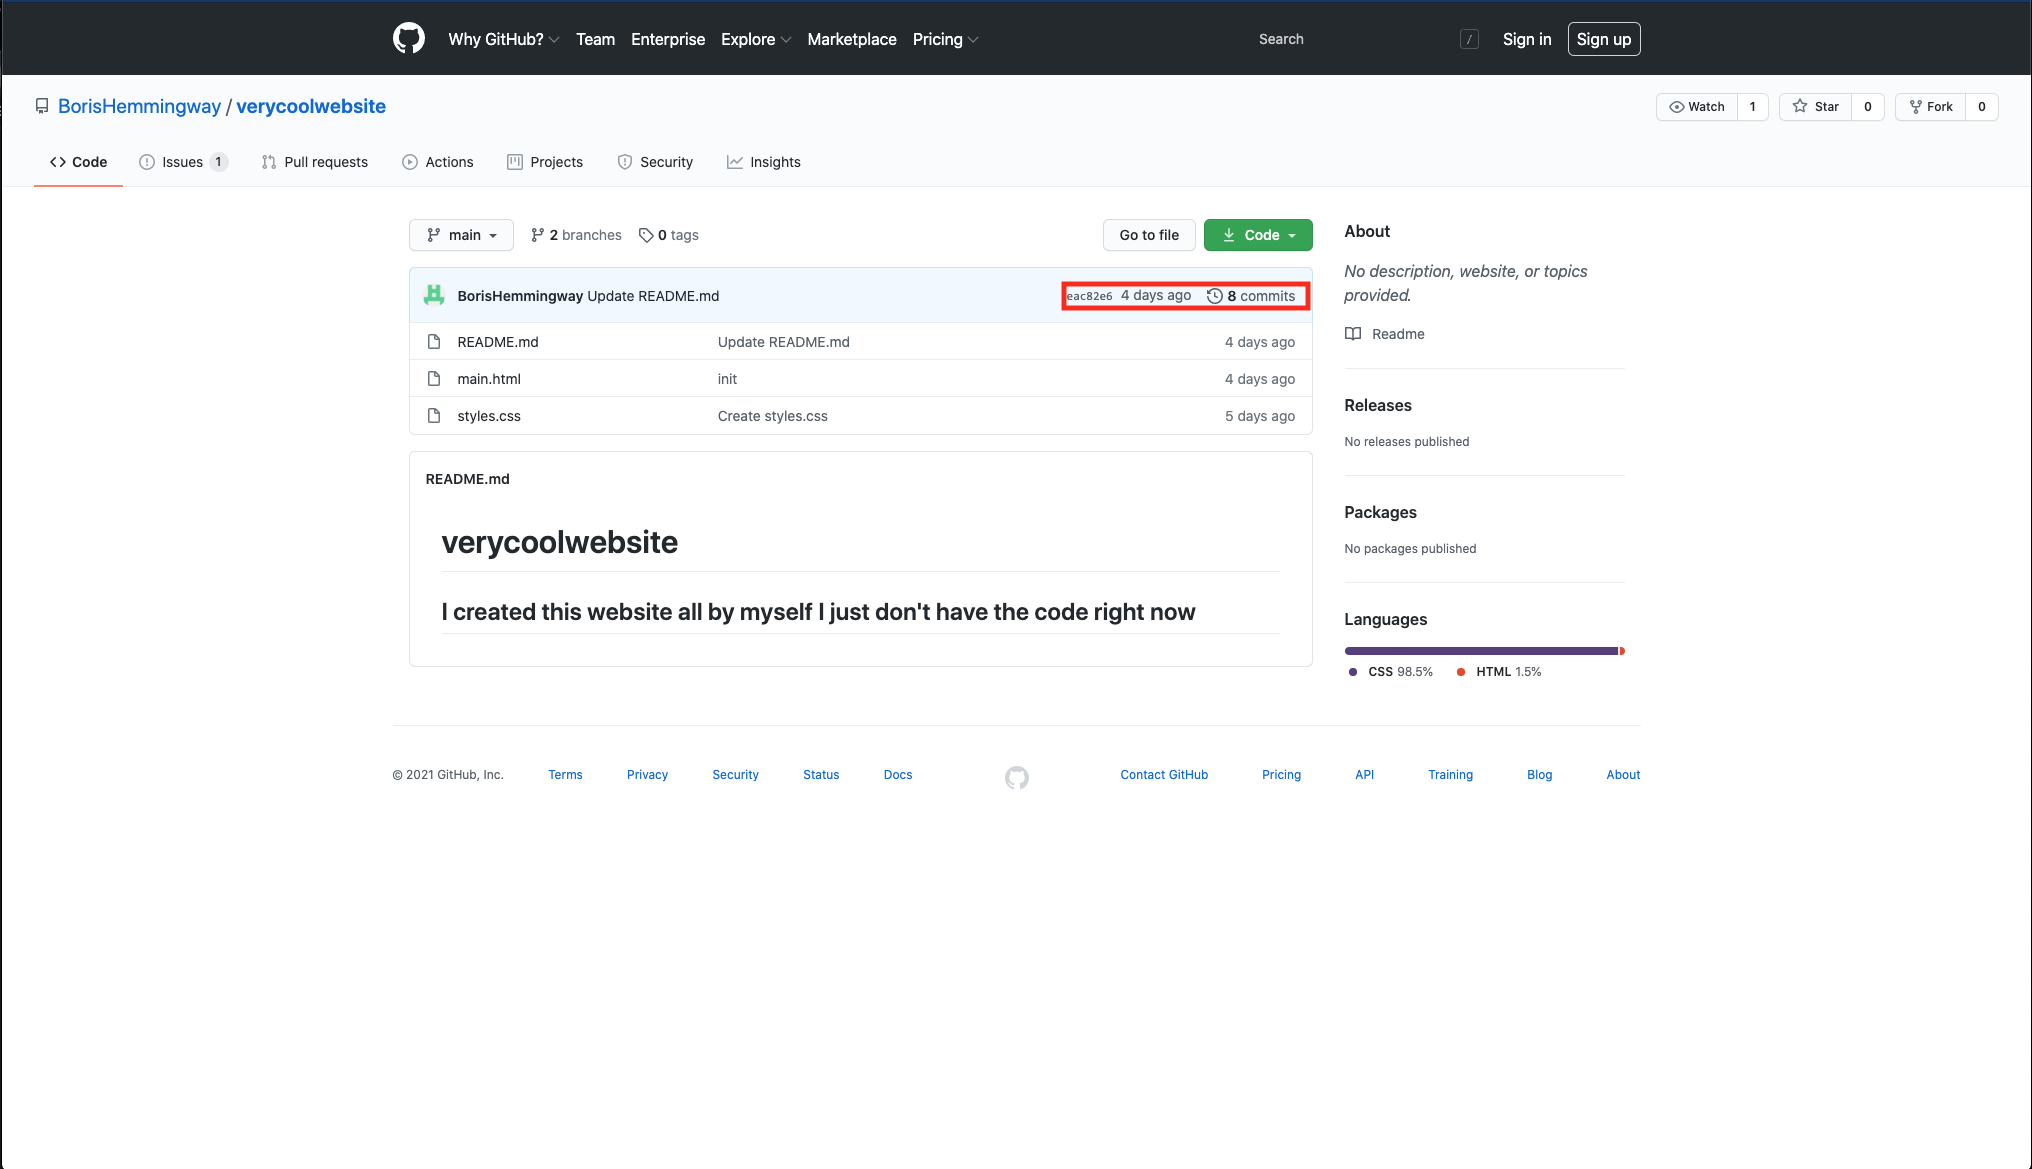 Why GitHub? Team Enterprise Explore Marketplace Pricing Search / Sign in Sign up
BorisHemmingway / verycoolwebsite Watch 1 Star 0 Fork 0
Code Issues 1 Pull requests Actions Projects Security Insights
main 2 branches 0 tags Go to file Code
BorisHemmingway Update README.md eac82e6 4 days ago 8 commits
README.md Update README.md 4 days ago
main.html init 4 days ago
styles.css Create styles.css 5 days ago
README.md
verycoolwebsite
I created this website all by myself I just don't have the code right now
About
No description, website, or topics
provided.
Readme
Releases
No releases published
Packages
No packages published
Languages
CSS 98.5% HTML 1.5%
© 2021 GitHub, Inc. Terms Privacy Security Status Docs Contact GitHub Pricing API Training Blog About